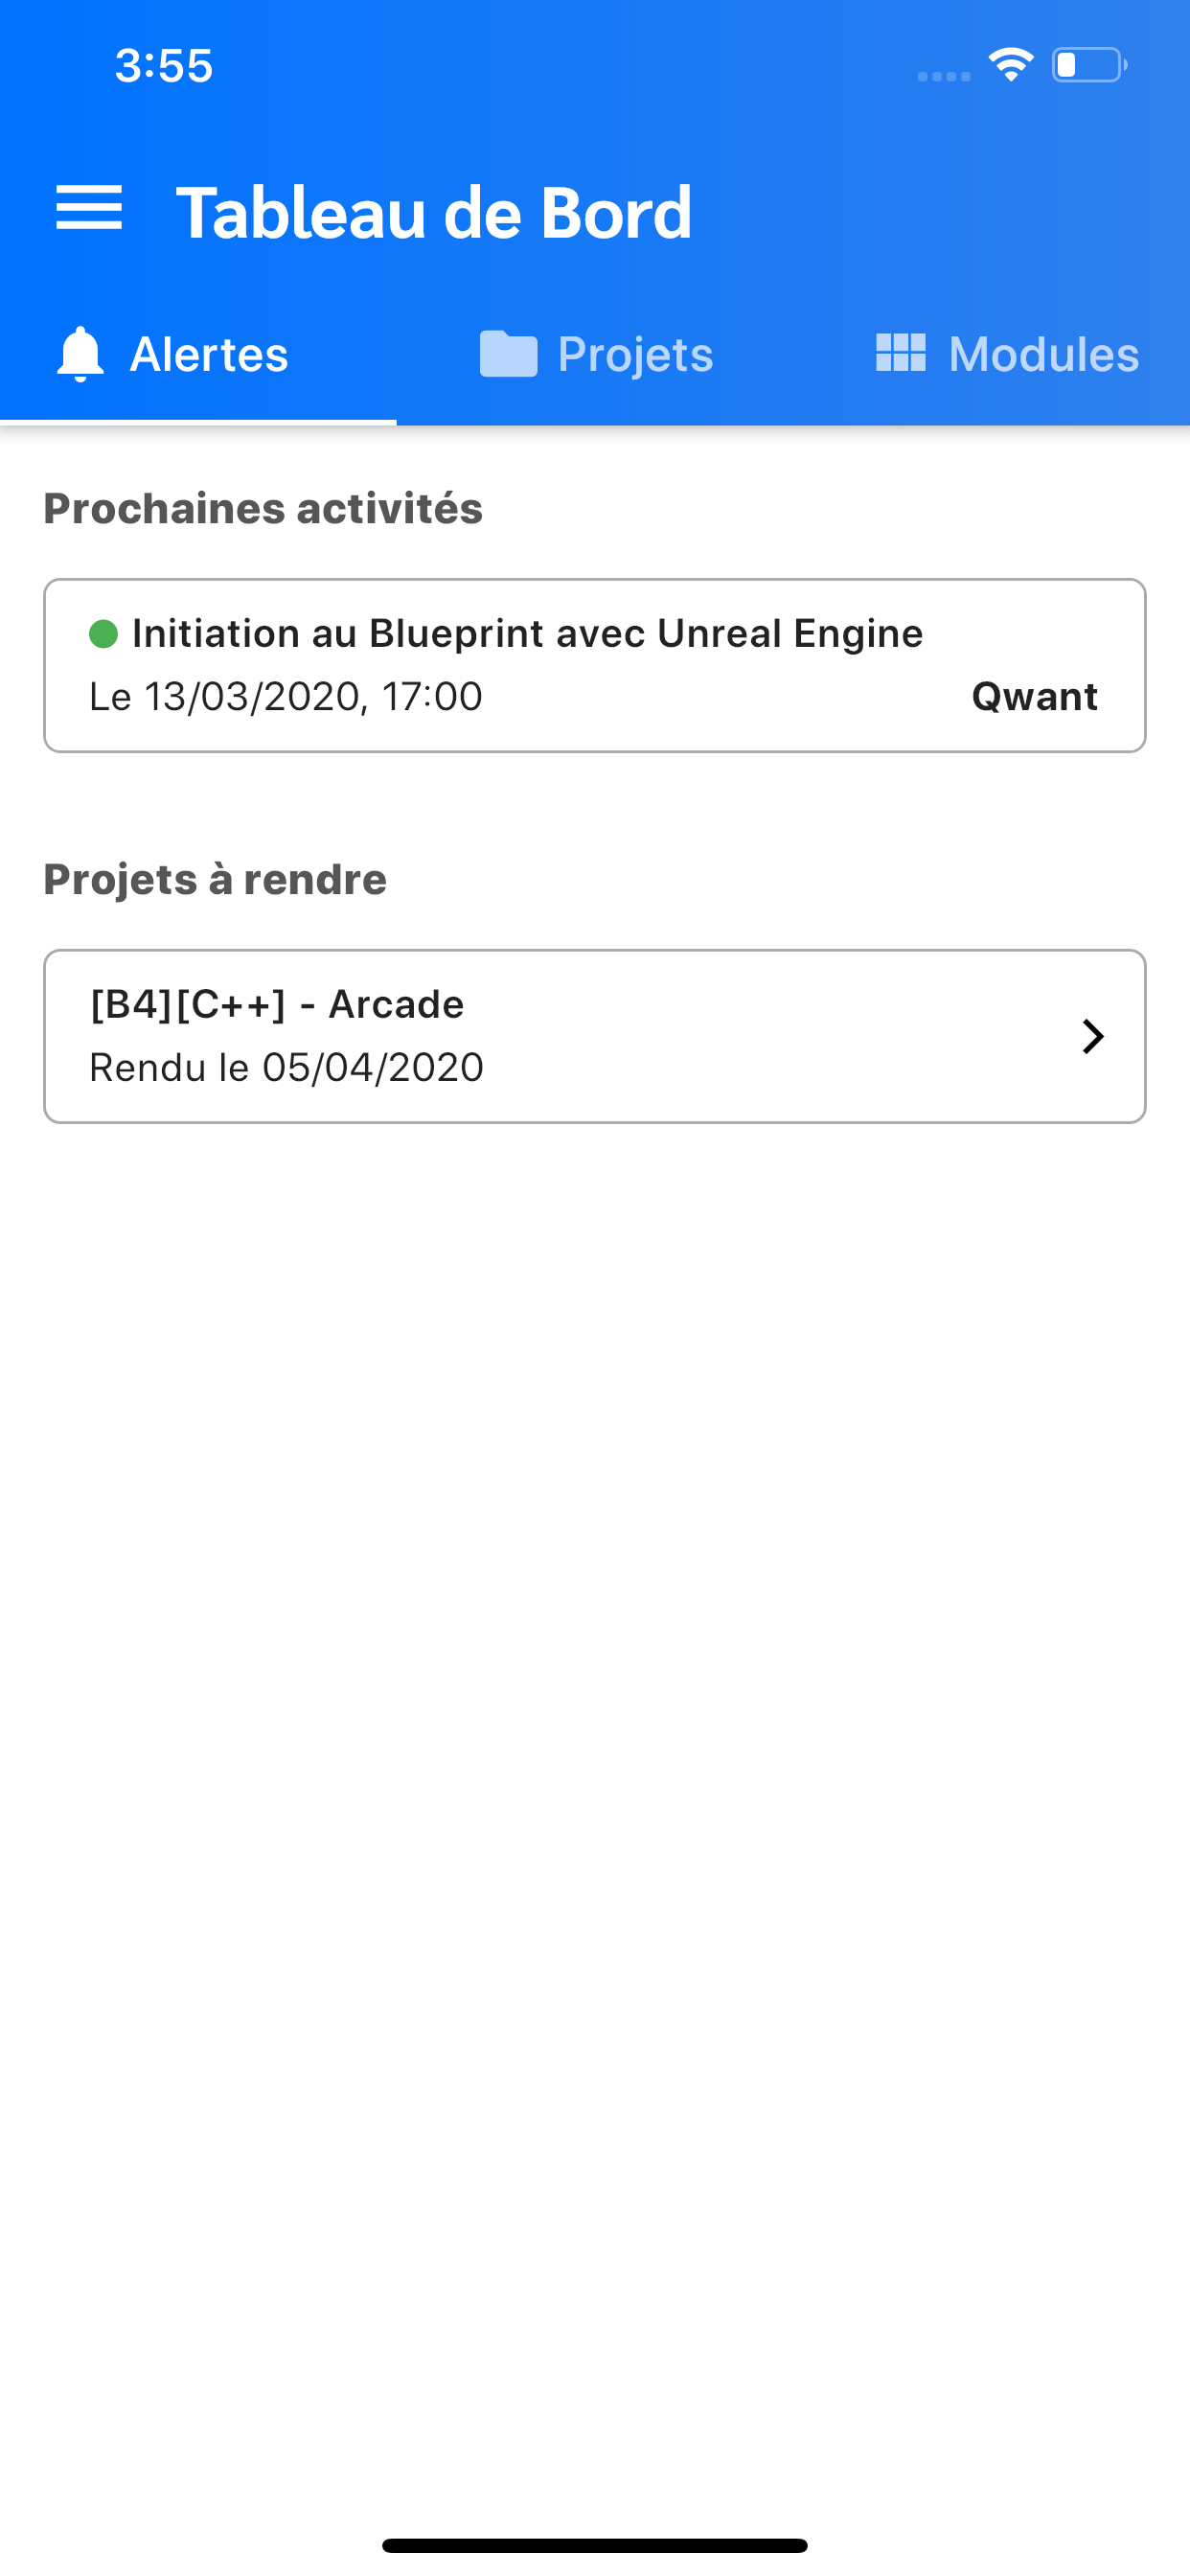 3:55
Tableau de Bord
Alertes
Projets
Modules
Prochaines activités
Initiation au Blueprint avec Unreal Engine
Le 13/03/2020, 17:00
Qwant
Projets à rendre
[B4][C++] - Arcade
Rendu le 05/04/2020